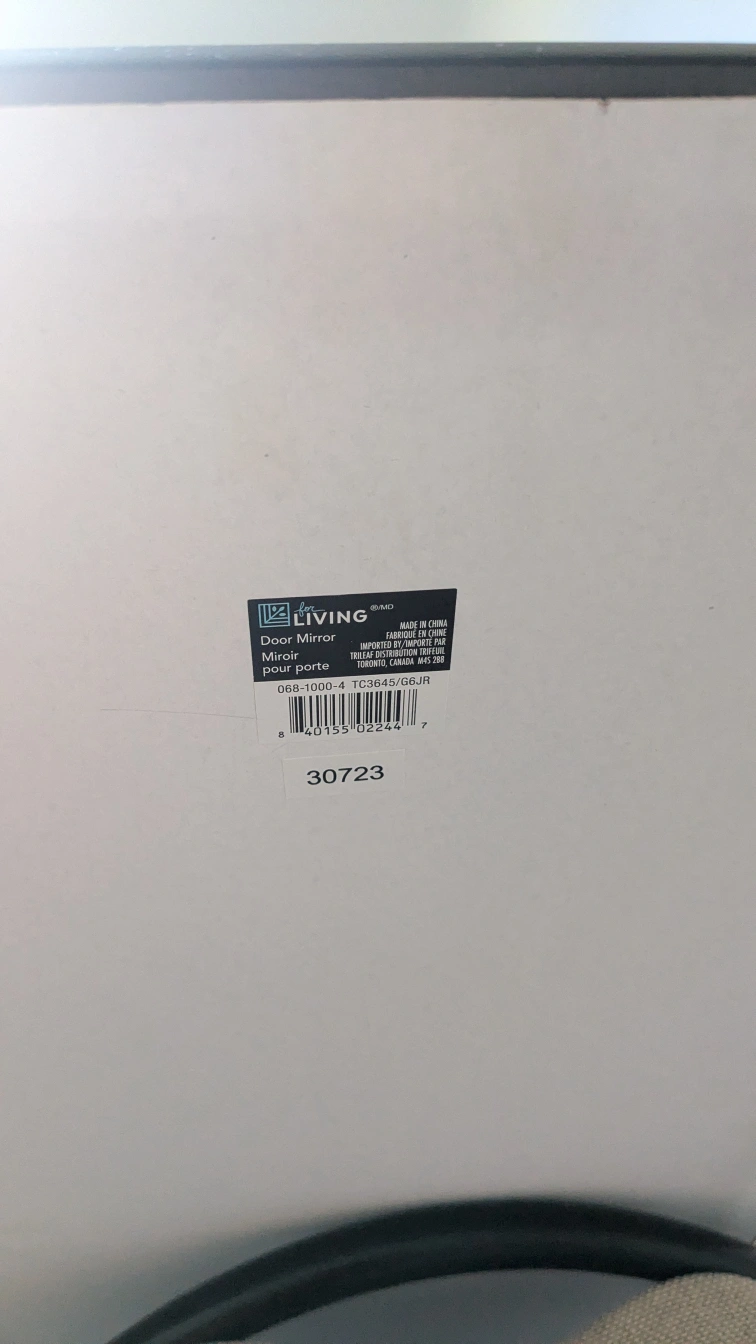 for
LIVING ®/MD
Door Mirror
Miroir
pour porte
MADE IN CHINA
FABRIQUÉ EN CHINE
IMPORTED BY/IMPORTÉ PAR
TRILEAF DISTRIBUTION TRIFEUIL
TORONTO, CANADA M4S 2B8
068-1000-4 TC3645/G6JR
8 40155 02244 7
30723